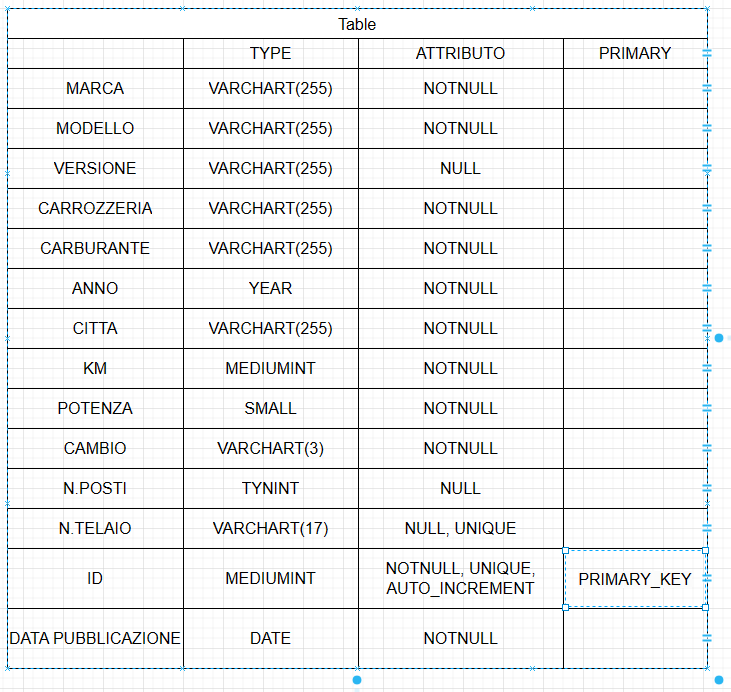 Table
TYPE ATTRIBUTO PRIMARY
MARCA VARCHART(255) NOTNULL
MODELLO VARCHART(255) NOTNULL
VERSIONE VARCHART(255) NULL
CARROZZERIA VARCHART(255) NOTNULL
CARBURANTE VARCHART(255) NOTNULL
ANNO YEAR NOTNULL
CITTA VARCHART(255) NOTNULL
KM MEDIUMINT NOTNULL
POTENZA SMALL NOTNULL
CAMBIO VARCHART(3) NOTNULL
N.POSTI TYNINT NULL
N.TELAIO VARCHART(17) NULL, UNIQUE
ID MEDIUMINT NOTNULL, UNIQUE,
AUTO_INCREMENT PRIMARY_KEY
DATA PUBBLICAZIONE DATE NOTNULL